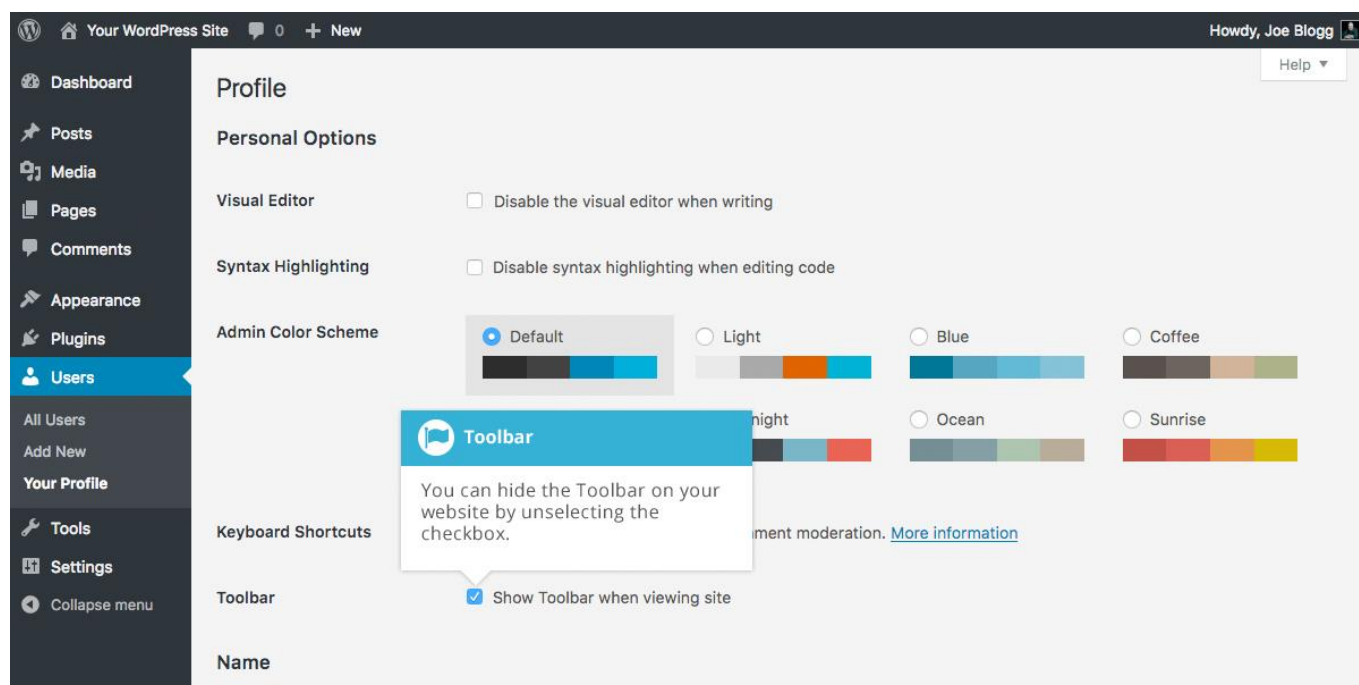 Your WordPress Site 0 + New Howdy, Joe Blogg
Help ▼
Dashboard
Posts
Media
Pages
Comments
Appearance
Plugins
Users
All Users
Add New
Your Profile
Tools
Settings
Collapse menu
Profile
Personal Options
Visual Editor Disable the visual editor when writing
Syntax Highlighting Disable syntax highlighting when editing code
Admin Color Scheme Default Light Blue Coffee
night Ocean Sunrise
Toolbar
You can hide the Toolbar on your
website by unselecting the
checkbox.
Keyboard Shortcuts ment moderation. More information
Toolbar Show Toolbar when viewing site
Name